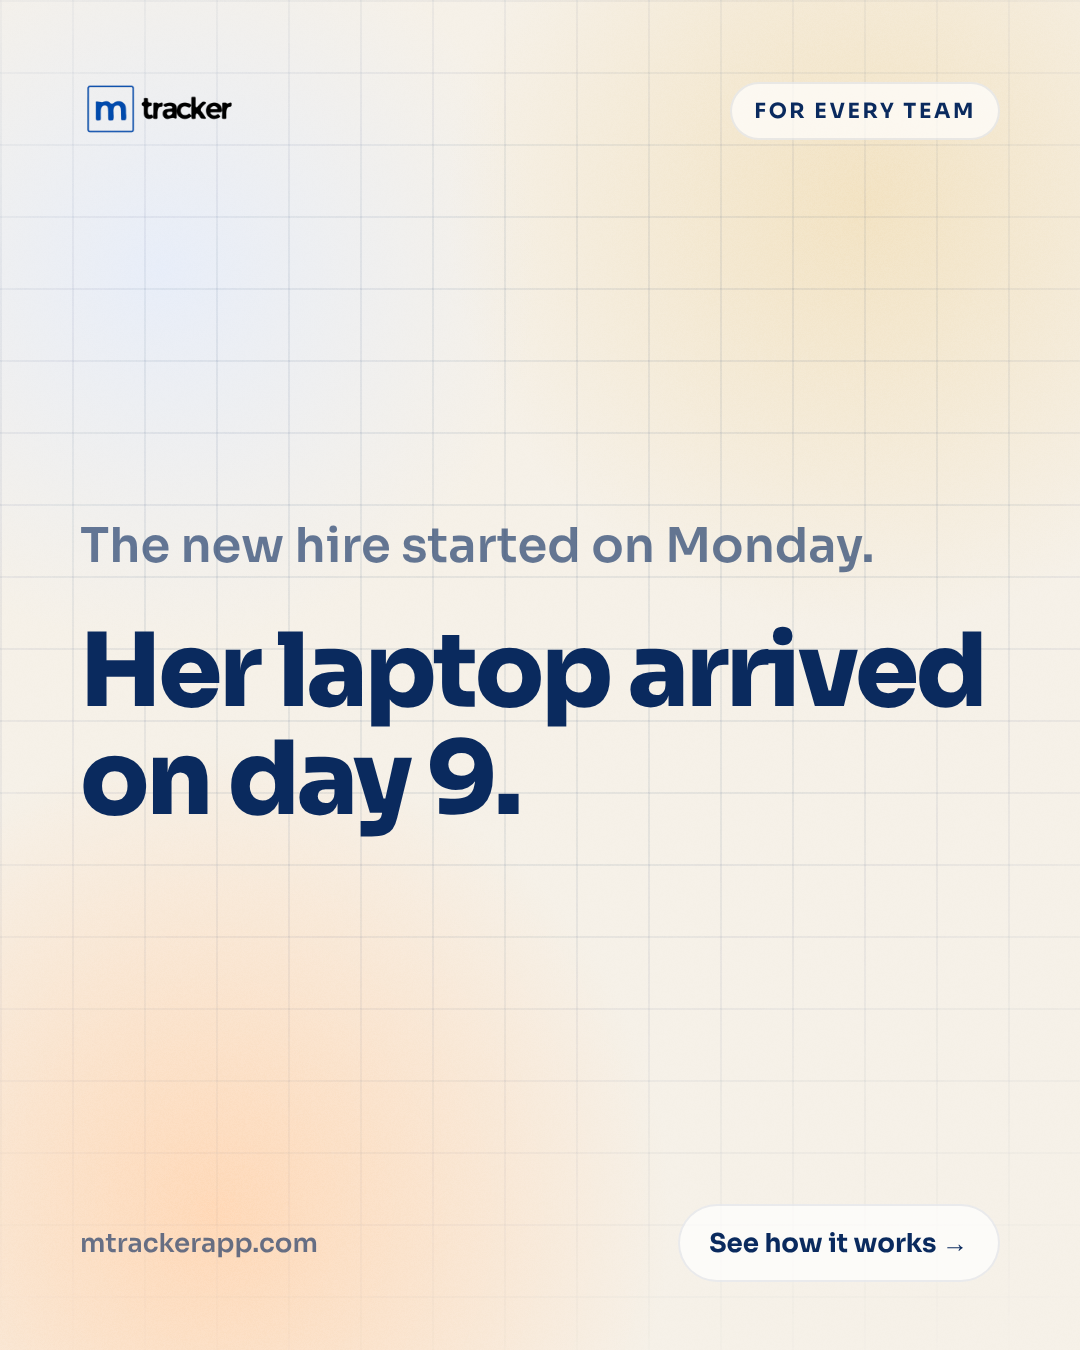 m tracker
FOR EVERY TEAM
The new hire started on Monday.
Her laptop arrived
on day 9.
mtrackerapp.com
See how it works →